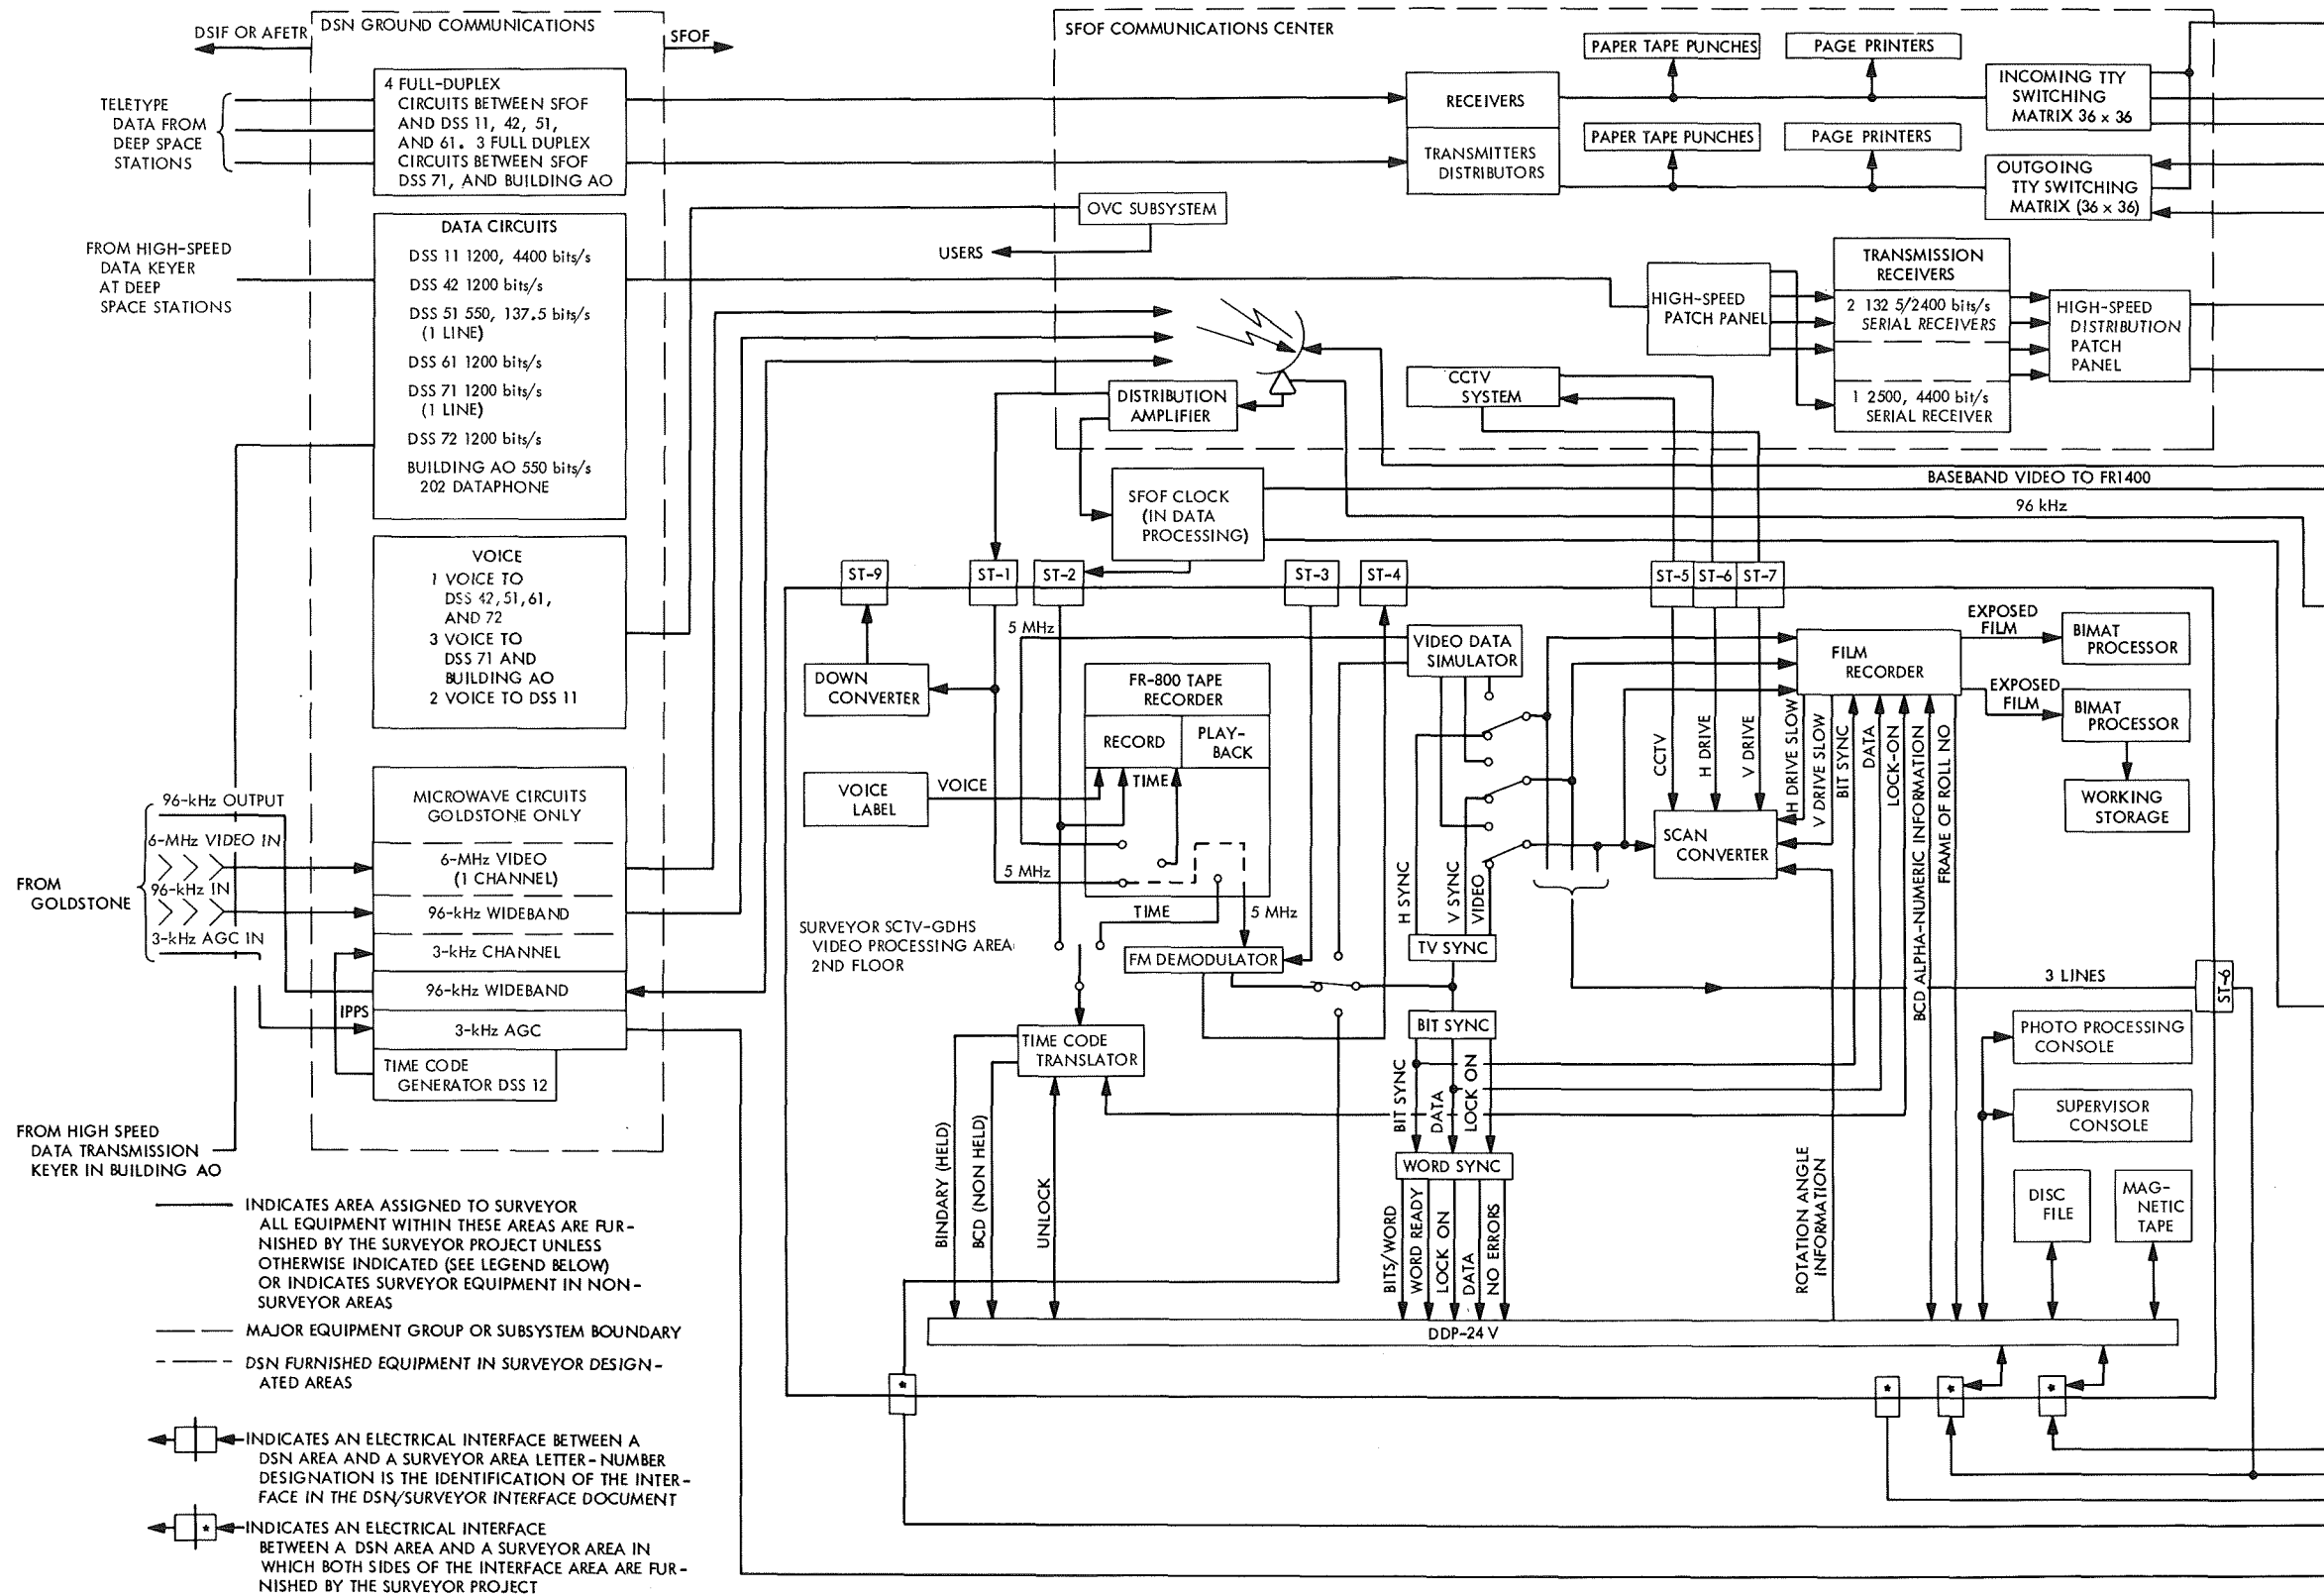 DSIF OR AFETR
DSN GROUND COMMUNICATIONS
SFOF
TELETYPE
DATA FROM
DEEP SPACE
STATIONS
4 FULL-DUPLEX
CIRCUITS BETWEEN SFOF
AND DSS 11, 42, 51,
AND 61. 3 FULL DUPLEX
CIRCUITS BETWEEN SFOF
DSS 71, AND BUILDING AO
FROM HIGH-SPEED
DATA KEYER
AT DEEP
SPACE STATIONS
DATA CIRCUITS
DSS 11 1200, 4400 bits/s
DSS 42 1200 bits/s
DSS 51 550, 137.5 bits/s
(1 LINE)
DSS 61 1200 bits/s
DSS 71 1200 bits/s
(1 LINE)
DSS 72 1200 bits/s
BUILDING AO 550 bits/s
202 DATAPHONE
VOICE
1 VOICE TO
DSS 42, 51, 61,
AND 72
3 VOICE TO
DSS 71 AND
BUILDING AO
2 VOICE TO DSS 11
MICROWAVE CIRCUITS
GOLDSTONE ONLY
6-MHz VIDEO
(1 CHANNEL)
96-kHz WIDEBAND
3-kHz CHANNEL
96-kHz WIDEBAND
3-kHz AGC
TIME CODE
GENERATOR DSS 12
1PPS
FROM
GOLDSTONE
96-kHz OUTPUT
6-MHz VIDEO IN
96-kHz IN
3-kHz AGC IN
FROM HIGH SPEED
DATA TRANSMISSION
KEYER IN BUILDING AO
INDICATES AREA ASSIGNED TO SURVEYOR
ALL EQUIPMENT WITHIN THESE AREAS ARE FUR-
NISHED BY THE SURVEYOR PROJECT UNLESS
OTHERWISE INDICATED (SEE LEGEND BELOW)
OR INDICATES SURVEYOR EQUIPMENT IN NON-
SURVEYOR AREAS
MAJOR EQUIPMENT GROUP OR SUBSYSTEM BOUNDARY
DSN FURNISHED EQUIPMENT IN SURVEYOR DESIGN-
ATED AREAS
INDICATES AN ELECTRICAL INTERFACE BETWEEN A
DSN AREA AND A SURVEYOR AREA LETTER-NUMBER
DESIGNATION IS THE IDENTIFICATION OF THE INTER-
FACE IN THE DSN/SURVEYOR INTERFACE DOCUMENT
*
INDICATES AN ELECTRICAL INTERFACE
BETWEEN A DSN AREA AND A SURVEYOR AREA IN
WHICH BOTH SIDES OF THE INTERFACE AREA ARE FUR-
NISHED BY THE SURVEYOR PROJECT
SFOF COMMUNICATIONS CENTER
RECEIVERS
TRANSMITTERS
DISTRIBUTORS
PAPER TAPE PUNCHES
PAGE PRINTERS
PAPER TAPE PUNCHES
PAGE PRINTERS
INCOMING TTY
SWITCHING
MATRIX 36 x 36
OUTGOING
TTY SWITCHING
MATRIX (36 x 36)
OVC SUBSYSTEM
USERS
HIGH-SPEED
PATCH PANEL
TRANSMISSION
RECEIVERS
2 132 5/2400 bits/s
SERIAL RECEIVERS
1 2500, 4400 bit/s
SERIAL RECEIVER
HIGH-SPEED
DISTRIBUTION
PATCH
PANEL
DISTRIBUTION
AMPLIFIER
CCTV
SYSTEM
SFOF CLOCK
(IN DATA
PROCESSING)
BASEBAND VIDEO TO FR1400
96 kHz
ST-9
ST-1
ST-2
ST-3
ST-4
ST-5
ST-6
ST-7
DOWN
CONVERTER
VOICE
LABEL
VOICE
5 MHz
FR-800 TAPE
RECORDER
RECORD
PLAY-
BACK
TIME
5 MHz
TIME
5 MHz
SURVEYOR SCTV-GDHS
VIDEO PROCESSING AREA
2ND FLOOR
FM DEMODULATOR
TIME CODE
TRANSLATOR
BINDARY (HELD)
BCD (NON HELD)
UNLOCK
VIDEO DATA
SIMULATOR
H SYNC
V SYNC
VIDEO
TV SYNC
BIT SYNC
BIT SYNC
DATA
LOCK ON
WORD SYNC
BITS/WORD
WORD READY
LOCK ON
DATA
NO ERRORS
CCTV
H DRIVE
V DRIVE
SCAN
CONVERTER
FILM
RECORDER
H DRIVE SLOW
V DRIVE SLOW
BIT SYNC
DATA
LOCK-ON
BCD ALPHA-NUMERIC INFORMATION
FRAME OF ROLL NO
ROTATION ANGLE
INFORMATION
EXPOSED
FILM
BIMAT
PROCESSOR
EXPOSED
FILM
BIMAT
PROCESSOR
WORKING
STORAGE
3 LINES
PHOTO PROCESSING
CONSOLE
SUPERVISOR
CONSOLE
DISC
FILE
MAG-
NETIC
TAPE
DDP-24 V
*
*
*
*